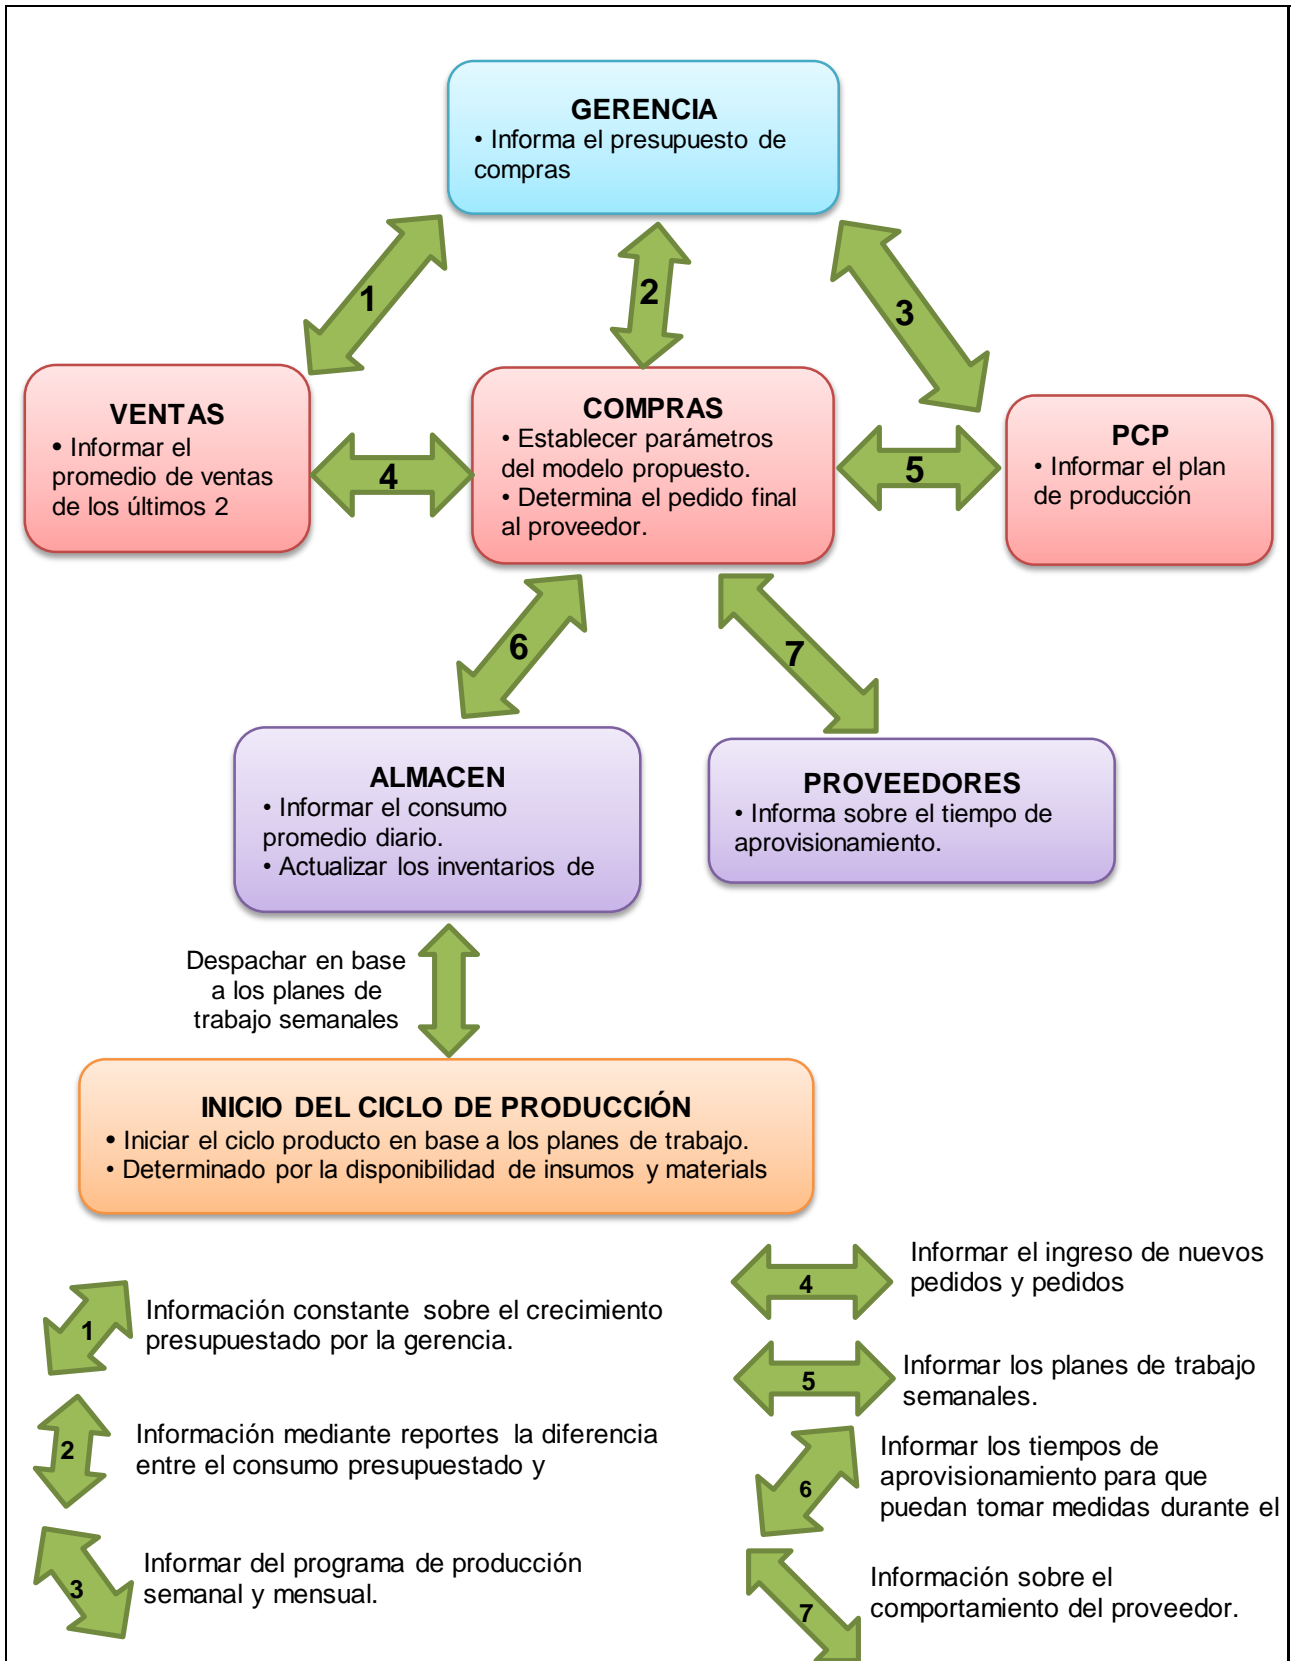 GERENCIA
• Informa el presupuesto de
compras
1
2
3
VENTAS
• Informar el
promedio de ventas
de los últimos 2
COMPRAS
• Establecer parámetros
del modelo propuesto.
• Determina el pedido final
al proveedor.
PCP
• Informar el plan
de producción
4
5
6
7
ALMACEN
• Informar el consumo
promedio diario.
• Actualizar los inventarios de
PROVEEDORES
• Informa sobre el tiempo de
aprovisionamiento.
Despachar en base
a los planes de
trabajo semanales
INICIO DEL CICLO DE PRODUCCIÓN
• Iniciar el ciclo producto en base a los planes de trabajo.
• Determinado por la disponibilidad de insumos y materials
1
Información constante sobre el crecimiento
presupuestado por la gerencia.
2
Información mediante reportes la diferencia
entre el consumo presupuestado y
3
Informar del programa de producción
semanal y mensual.
4
Informar el ingreso de nuevos
pedidos y pedidos
5
Informar los planes de trabajo
semanales.
6
Informar los tiempos de
aprovisionamiento para que
puedan tomar medidas durante el
7
Información sobre el
comportamiento del proveedor.